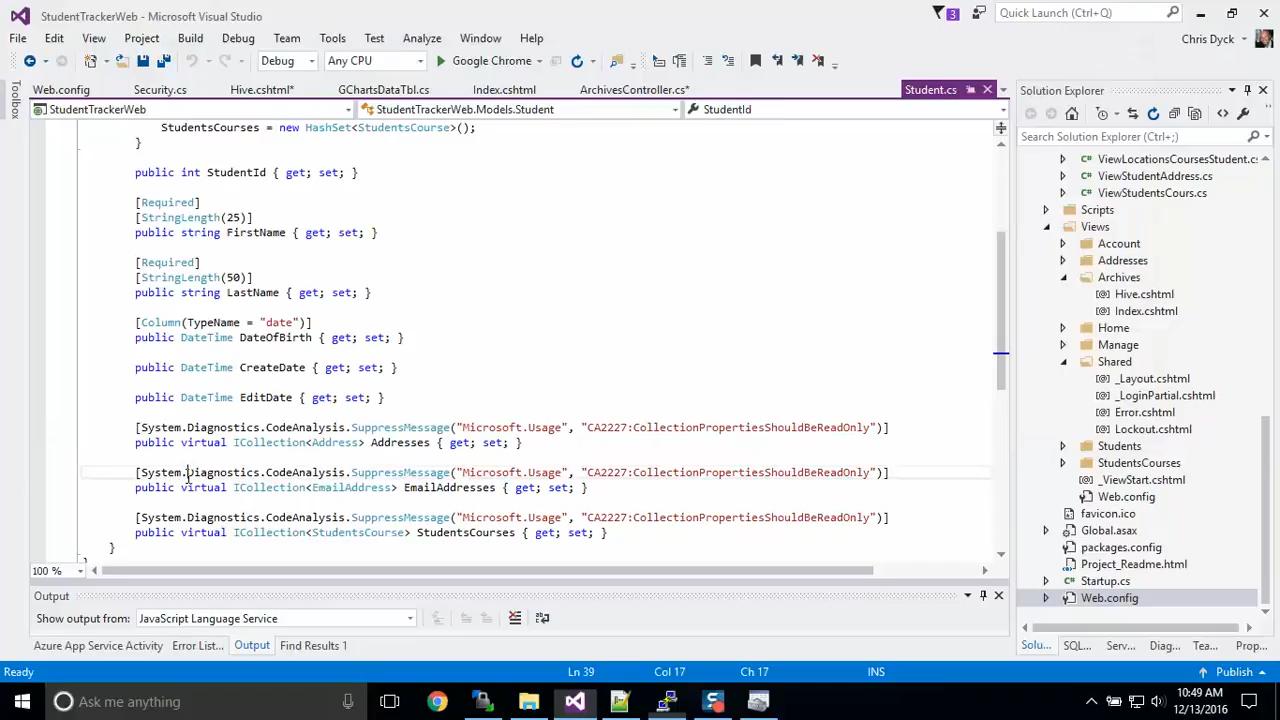 StudentTrackerWeb - Microsoft Visual Studio
3
Quick Launch (Ctrl+Q)
File Edit View Project Build Debug Team Tools Test Analyze Window Help
Chris Dyck
Debug Any CPU Google Chrome
Toolbox
Web.config Security.cs Hive.cshtml* GChartsDataTbl.cs Index.cshtml ArchivesController.cs* Student.cs
StudentTrackerWeb StudentTrackerWeb.Models.Student StudentId
StudentsCourses = new HashSet<StudentsCourse>();
}
public int StudentId { get; set; }
[Required]
[StringLength(25)]
public string FirstName { get; set; }
[Required]
[StringLength(50)]
public string LastName { get; set; }
[Column(TypeName = "date")]
public DateTime DateOfBirth { get; set; }
public DateTime CreateDate { get; set; }
public DateTime EditDate { get; set; }
[System.Diagnostics.CodeAnalysis.SuppressMessage("Microsoft.Usage", "CA2227:CollectionPropertiesShouldBeReadOnly")]
public virtual ICollection<Address> Addresses { get; set; }
[System.Diagnostics.CodeAnalysis.SuppressMessage("Microsoft.Usage", "CA2227:CollectionPropertiesShouldBeReadOnly")]
public virtual ICollection<EmailAddress> EmailAddresses { get; set; }
[System.Diagnostics.CodeAnalysis.SuppressMessage("Microsoft.Usage", "CA2227:CollectionPropertiesShouldBeReadOnly")]
public virtual ICollection<StudentsCourse> StudentsCourses { get; set; }
}
100 %
Solution Explorer
Search Solution Explorer (Ctrl+;)
ViewLocationsCoursesStudent.cs
ViewStudentAddress.cs
ViewStudentsCours.cs
Scripts
Views
Account
Addresses
Archives
Hive.cshtml
Index.cshtml
Home
Manage
Shared
_Layout.cshtml
_LoginPartial.cshtml
Error.cshtml
Lockout.cshtml
Students
StudentsCourses
_ViewStart.cshtml
Web.config
favicon.ico
Global.asax
packages.config
Project_Readme.html
Startup.cs
Web.config
Solu... SQL... Serv... Diag... Tea... Prop...
Output
Show output from: JavaScript Language Service
Azure App Service Activity Error List... Output Find Results 1
Ready Ln 39 Col 17 Ch 17 INS Publish
Ask me anything
10:49 AM
12/13/2016